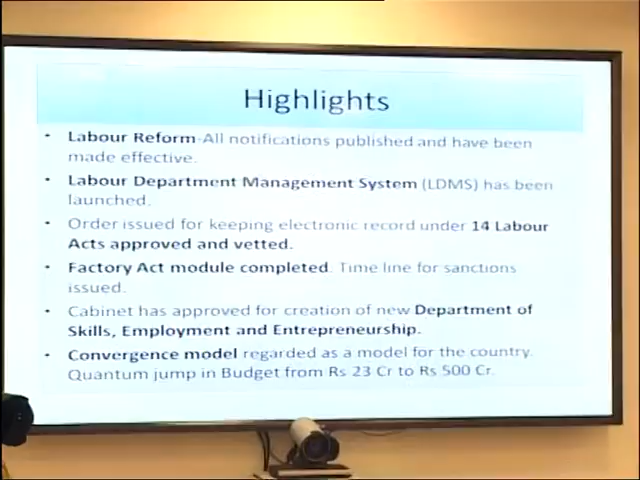 Highlights
• Labour Reform-All notifications published and have been
made effective.
• Labour Department Management System (LDMS) has been
launched.
• Order issued for keeping electronic record under 14 Labour
Acts approved and vetted.
• Factory Act module completed. Time line for sanctions
issued.
• Cabinet has approved for creation of new Department of
Skills, Employment and Entrepreneurship.
• Convergence model regarded as a model for the country.
Quantum jump in Budget from Rs 23 Cr to Rs 500 Cr.